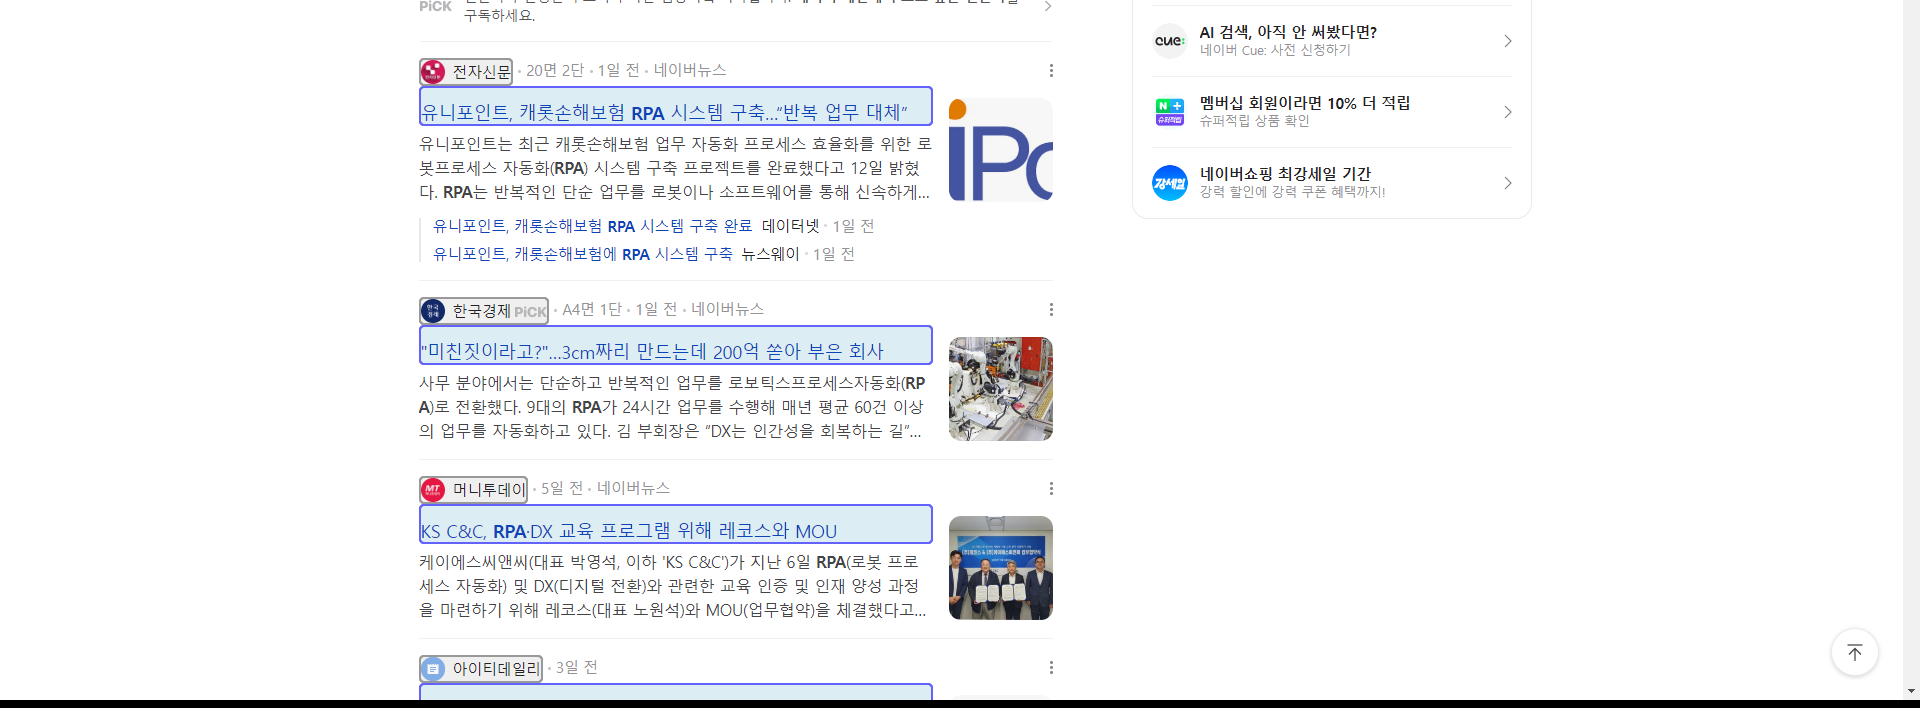 PiCK
구독하세요.
전자신문 · 20면 2단 · 1일 전 · 네이버뉴스
유니포인트, 캐롯손해보험 RPA 시스템 구축…“반복 업무 대체”
유니포인트는 최근 캐롯손해보험 업무 자동화 프로세스 효율화를 위한 로
봇프로세스 자동화(RPA) 시스템 구축 프로젝트를 완료했다고 12일 밝혔
다. RPA는 반복적인 단순 업무를 로봇이나 소프트웨어를 통해 신속하게...
유니포인트, 캐롯손해보험 RPA 시스템 구축 완료 데이터넷 · 1일 전
유니포인트, 캐롯손해보험에 RPA 시스템 구축 뉴스웨이 · 1일 전
한국경제 PiCK · A4면 1단 · 1일 전 · 네이버뉴스
"미친짓이라고?"…3cm짜리 만드는데 200억 쏟아 부은 회사
사무 분야에서는 단순하고 반복적인 업무를 로보틱스프로세스자동화(RP
A)로 전환했다. 9대의 RPA가 24시간 업무를 수행해 매년 평균 60건 이상
의 업무를 자동화하고 있다. 김 부회장은 “DX는 인간성을 회복하는 길”...
머니투데이 · 5일 전 · 네이버뉴스
KS C&C, RPA·DX 교육 프로그램 위해 레코스와 MOU
케이에스씨앤씨(대표 박영석, 이하 'KS C&C')가 지난 6일 RPA(로봇 프로
세스 자동화) 및 DX(디지털 전환)와 관련한 교육 인증 및 인재 양성 과정
을 마련하기 위해 레코스(대표 노원석)와 MOU(업무협약)을 체결했다고...
아이티데일리 · 3일 전
cue:
AI 검색, 아직 안 써봤다면?
네이버 Cue: 사전 신청하기
N +
슈퍼적립
멤버십 회원이라면 10% 더 적립
슈퍼적립 상품 확인
강세일
네이버쇼핑 최강세일 기간
강력 할인에 강력 쿠폰 혜택까지!